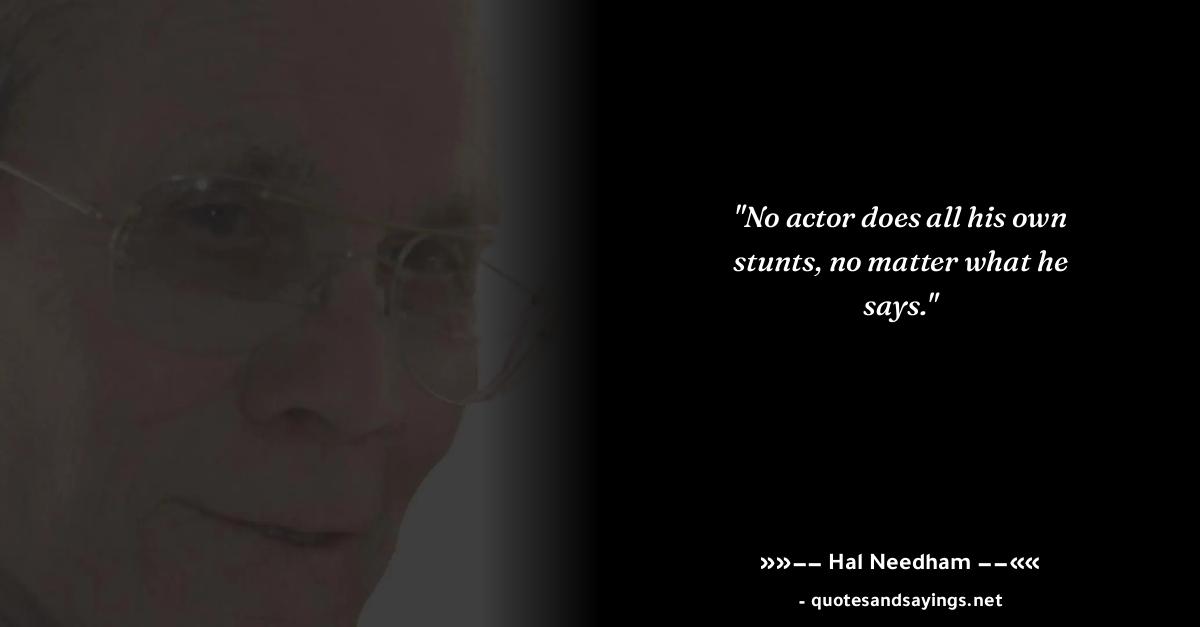 "No actor does all his own
stunts, no matter what he
says."
»»−− Hal Needham −−««
- quotesandsayings.net